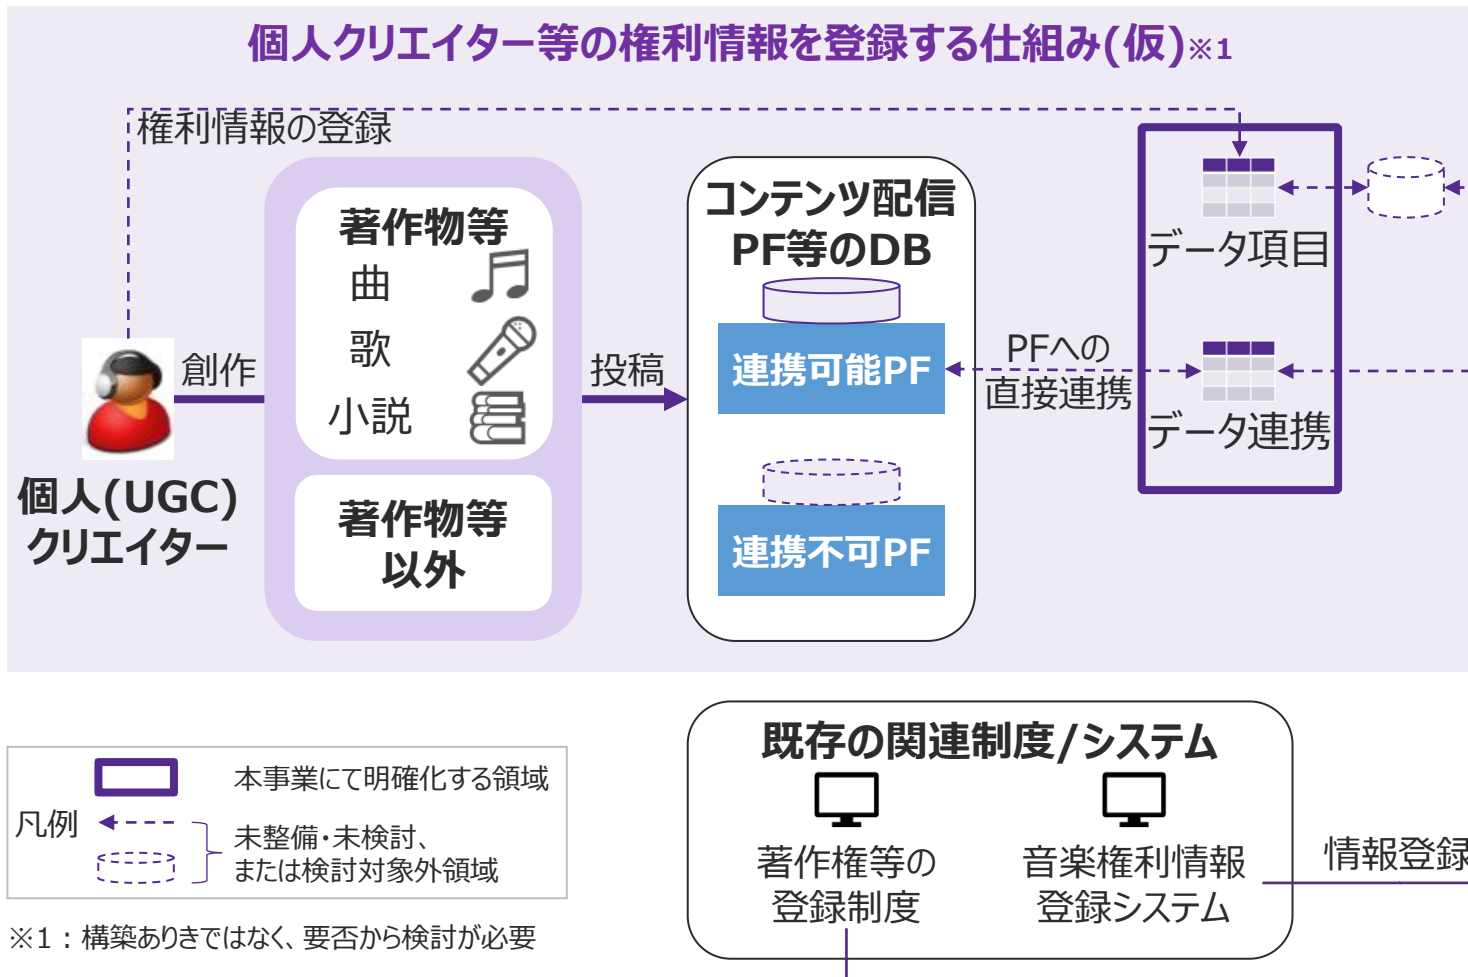 個人クリエイター等の権利情報を登録する仕組み(仮)※1
権利情報の登録
著作物等
曲
歌
小説
著作物等
以外
創作
個人(UGC)
クリエイター
投稿
コンテンツ配信
PF等のDB
連携可能PF
連携不可PF
PFへの
直接連携
データ項目
データ連携
既存の関連制度/システム
著作権等の
登録制度
音楽権利情報
登録システム
情報登録
凡例
本事業にて明確化する領域
未整備・未検討、
または検討対象外領域
※1：構築ありきではなく、要否から検討が必要